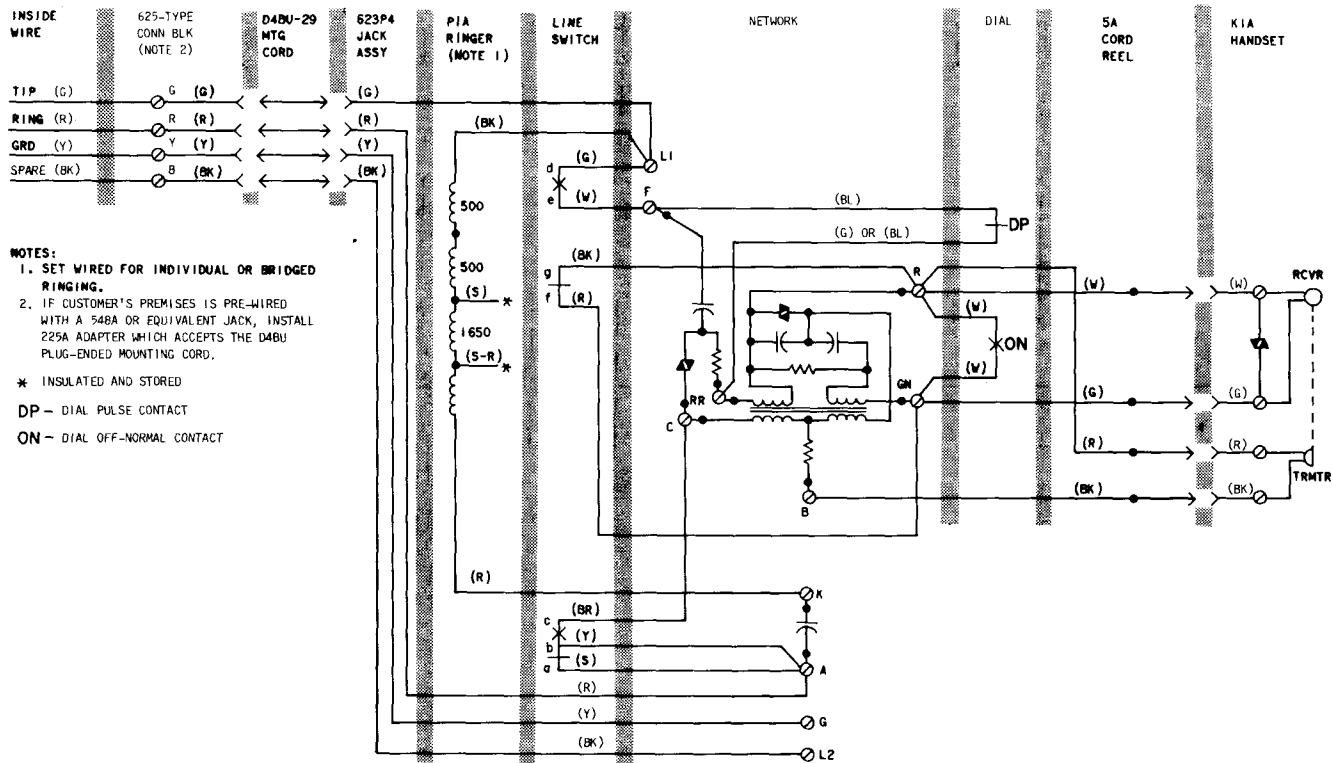 INSIDE WIRE
625-TYPE CONN BLK (NOTE 2)
D4BU-29 MTG CORD
623P4 JACK ASSY
P1A RINGER (NOTE 1)
LINE SWITCH
NETWORK
DIAL
5A CORD REEL
K1A HANDSET
TIP (G) G (G) (G)
RING (R) R (R) (R)
GRD (Y) Y (Y) (Y)
SPARE (BK) B (BK) (BK)
(BK)
L1
d (G)
e (W)
F
(BL)
DP
(G) OR (BL)
500
500
(S) *
1650
(S-R) *
g (BK)
f (R)
R
(W)
ON
(W)
(W) (W) RCVR
RR
C
GN
(G) (G)
(R) (R)
TRMTR
(BK) (BK)
B
(R)
K
c (BR)
b (Y)
a (S)
A
(R)
(Y)
G
(BK)
L2
NOTES:
1. SET WIRED FOR INDIVIDUAL OR BRIDGED
RINGING.
2. IF CUSTOMER'S PREMISES IS PRE-WIRED
WITH A 548A OR EQUIVALENT JACK, INSTALL
225A ADAPTER WHICH ACCEPTS THE D4BU
PLUG-ENDED MOUNTING CORD.
* INSULATED AND STORED
DP - DIAL PULSE CONTACT
ON - DIAL OFF-NORMAL CONTACT